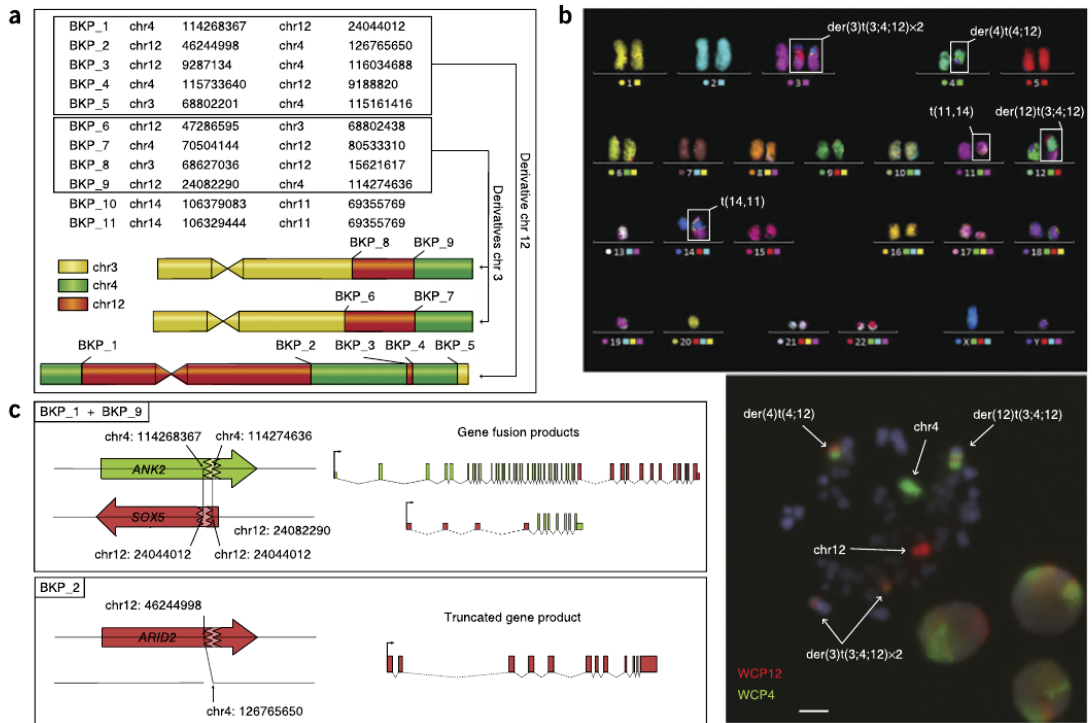 a
BKP_1 chr4 114268367 chr12 24044012
BKP_2 chr12 46244998 chr4 126765650
BKP_3 chr12 9287134 chr4 116034688
BKP_4 chr4 115733640 chr12 9188820
BKP_5 chr3 68802201 chr4 115161416
BKP_6 chr12 47286595 chr3 68802438
BKP_7 chr4 70504144 chr12 80533310
BKP_8 chr3 68627036 chr12 15621617
BKP_9 chr12 24082290 chr4 114274636
BKP_10 chr14 106379083 chr11 69355769
BKP_11 chr14 106329444 chr11 69355769
Derivatives chr 3
Derivative chr 12
chr3
chr4
chr12
BKP_8 BKP_9
BKP_6 BKP_7
BKP_1 BKP_2 BKP_3 BKP_4 BKP_5
b
der(3)t(3;4;12)×2 der(4)t(4;12)
1 2 3 4 5
t(11,14) der(12)t(3;4;12)
6 7 8 9 10 11 12
t(14,11)
13 14 15 16 17 18
19 20 21 22 X Y
der(4)t(4;12) chr4 der(12)t(3;4;12)
chr12
der(3)t(3;4;12)×2
WCP12
WCP4
c
BKP_1 + BKP_9
chr4: 114268367 chr4: 114274636
ANK2
SOX5
chr12: 24082290
chr12: 24044012 chr12: 24044012
Gene fusion products
BKP_2
chr12: 46244998
ARID2
chr4: 126765650
Truncated gene product